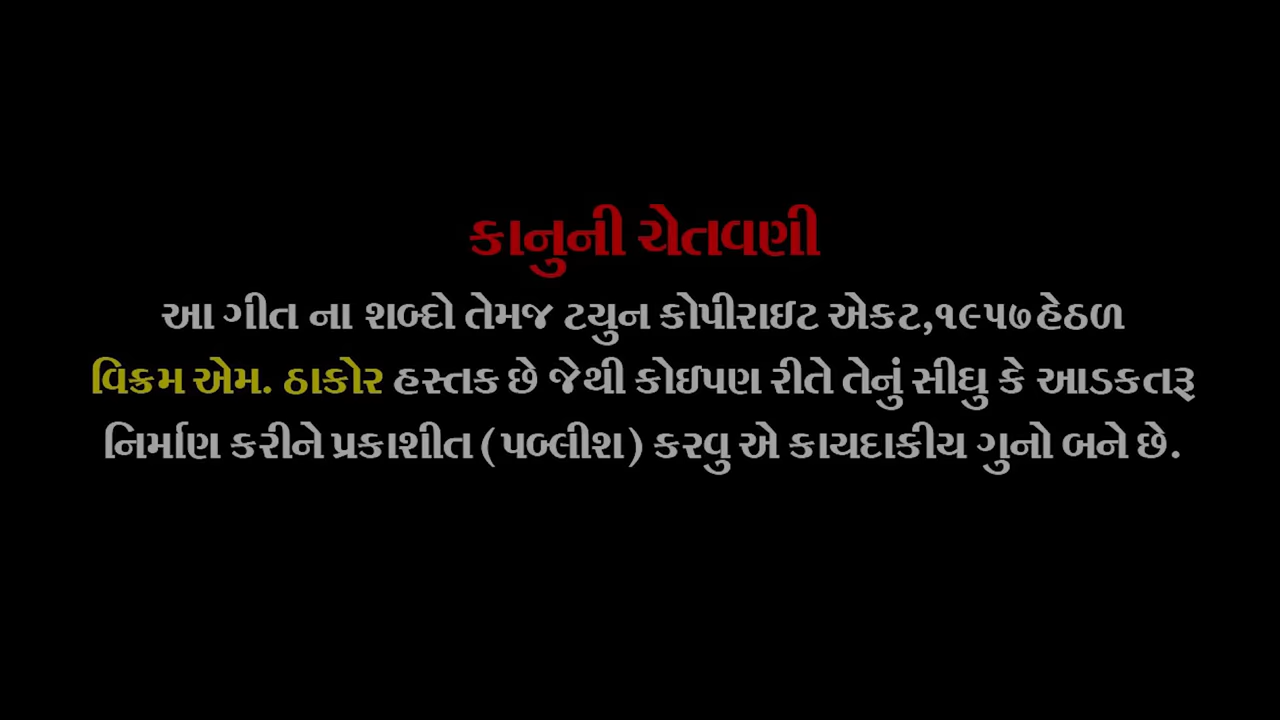 કાનુની ચેતવણી
આ ગીત ના શબ્દો તેમજ ટયુન કોપીરાઇટ એકટ,૧૯૫૭ હેઠળ
વિક્રમ એમ. ઠાકોર હસ્તક છે જેથી કોઇપણ રીતે તેનું સીઘુ કે આડકતરૂ
નિર્માણ કરીને પ્રકાશીત ( પબ્લીશ ) કરવુ એ કાયદાકીય ગુનો બને છે.